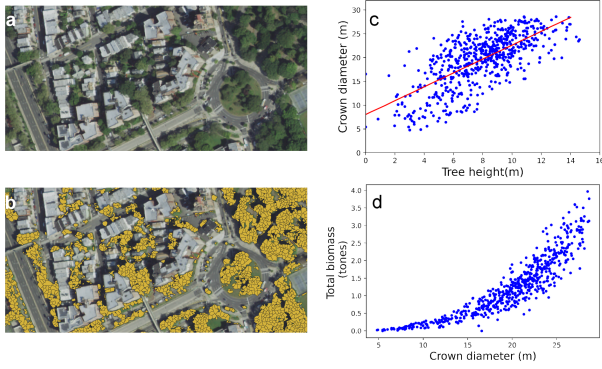 a
b
c
Crown diameter (m)
30
25
20
15
10
5
0
0 2 4 6 8 10 12 14 16
Tree height(m)
d
Total biomass
(tones)
4.0
3.5
3.0
2.5
2.0
1.5
1.0
0.5
0.0
5 10 15 20 25
Crown diameter (m)